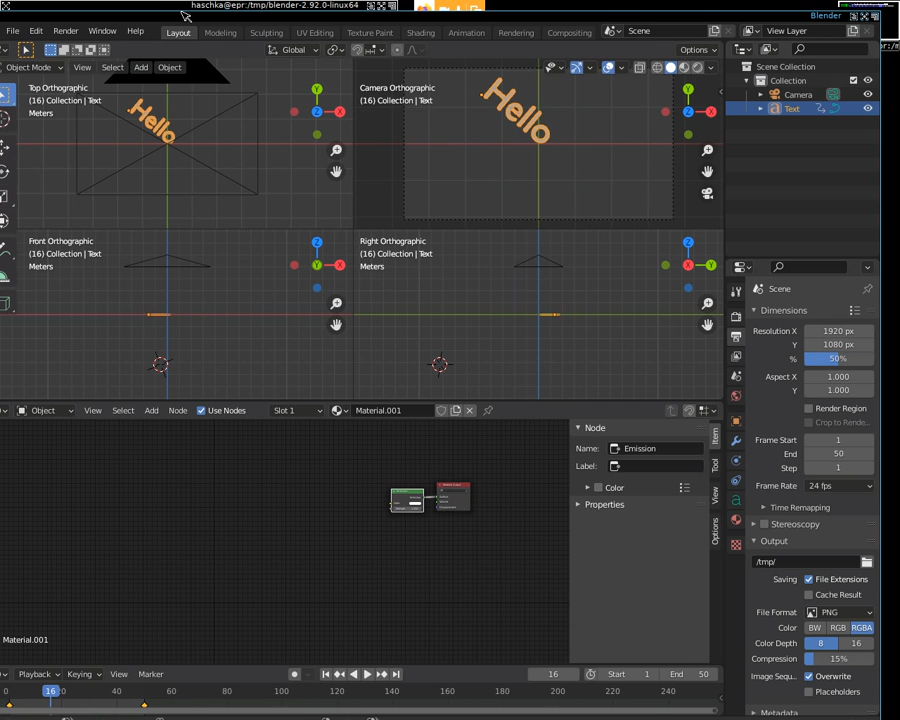 haschka@epr:/tmp/blender-2.92.0-linux64
Blender
File Edit Render Window Help Layout Modeling Sculpting UV Editing Texture Paint Shading Animation Rendering Compositing Scene View Layer
Global Options
Object Mode View Select Add Object
Scene Collection
Collection
Camera
Text
Top Orthographic
(16) Collection | Text
Meters
Hello
Y
X
Z
Camera Orthographic
(16) Collection | Text
Hello
Y
X
Z
Front Orthographic
(16) Collection | Text
Meters
Z
X
Y
Right Orthographic
(16) Collection | Text
Meters
Z
X
Y
Object View Select Add Node Use Nodes Slot 1 Material.001
Node
Name: Emission
Label:
Color
Properties
Item
Tool
View
Options
Material.001
Scene
Dimensions
Resolution X 1920 px
Y 1080 px
% 50%
Aspect X 1.000
Y 1.000
Render Region
Crop to Rende..
Frame Start 1
End 50
Step 1
Frame Rate 24 fps
Time Remapping
Stereoscopy
Output
/tmp/
Saving File Extensions
Cache Result
File Format PNG
Color BW RGB RGBA
Color Depth 8 16
Compression 15%
Image Sequ... Overwrite
Placeholders
Metadata
Playback Keying View Marker 16 Start 1 End 50
0 16 20 40 60 80 100 120 140 160 180 200 220 240